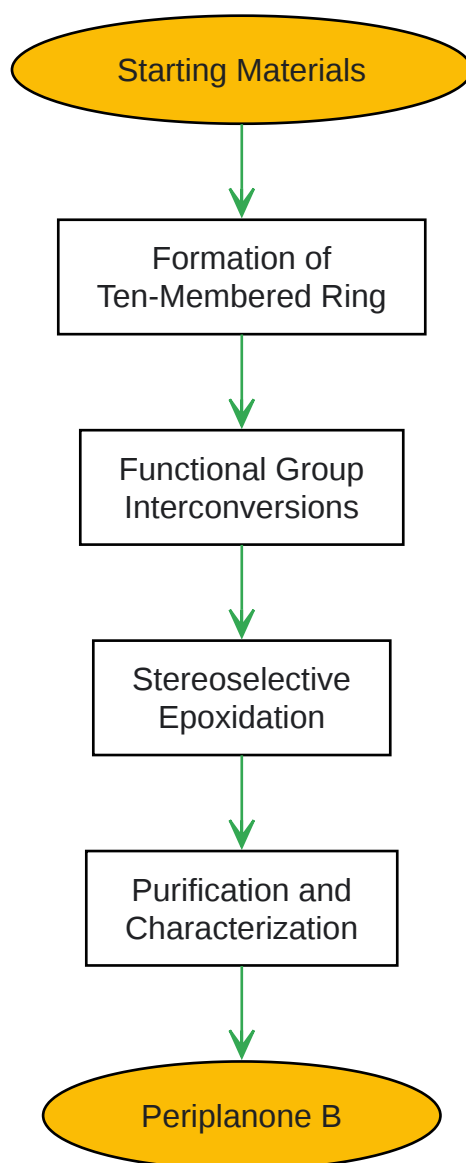 Starting Materials
Formation of
Ten-Membered Ring
Functional Group
Interconversions
Stereoselective
Epoxidation
Purification and
Characterization
Periplanone B